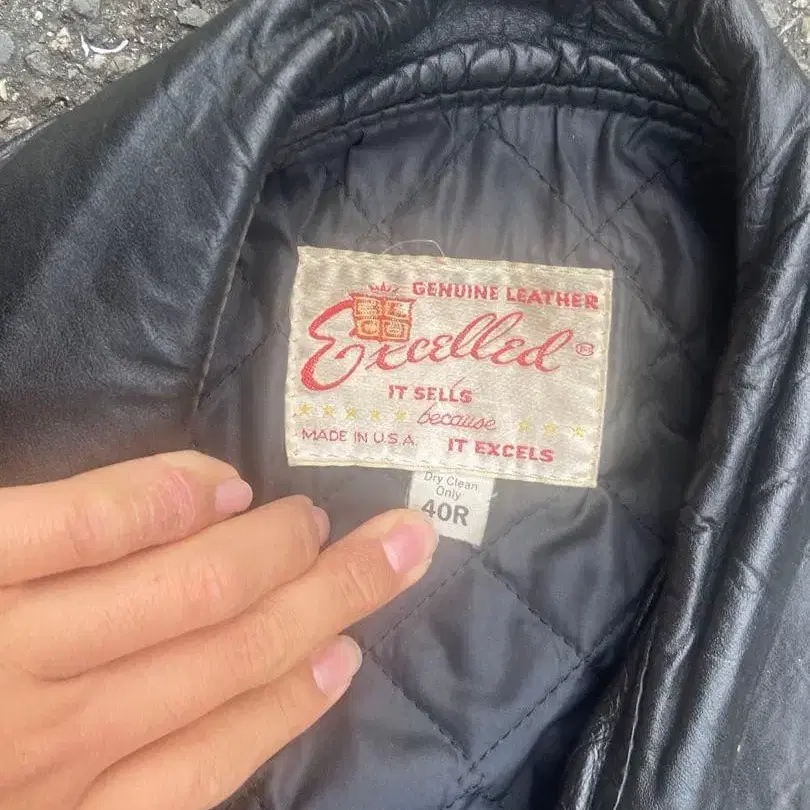 GENUINE LEATHER
Excelled ®
IT SELLS
because
MADE IN U.S.A.
IT EXCELS
Dry Clean
Only
40R